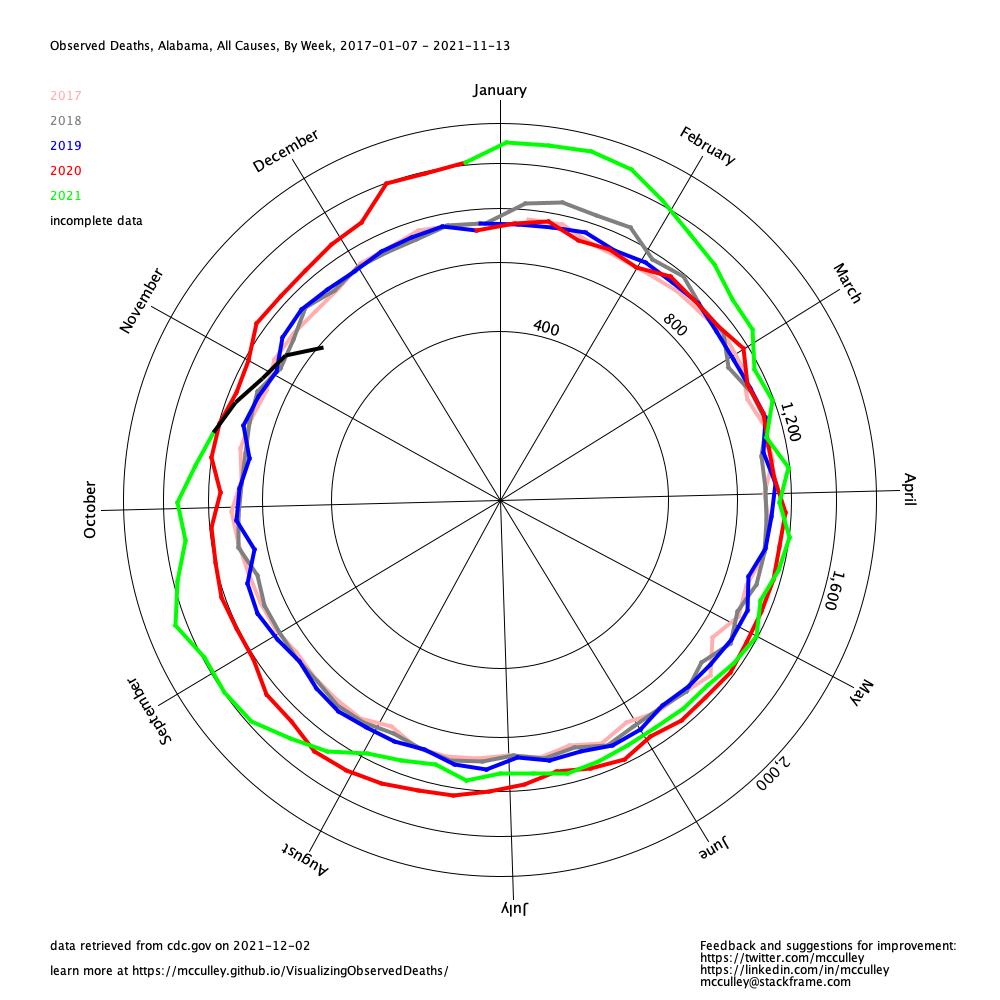 Observed Deaths, Alabama, All Causes, By Week, 2017-01-07 - 2021-11-13
2017
2018
2019
2020
2021
incomplete data
January
February
March
April
May
June
July
August
September
October
November
December
400
800
1,200
1,600
2,000
data retrieved from cdc.gov on 2021-12-02
learn more at https://mcculley.github.io/VisualizingObservedDeaths/
Feedback and suggestions for improvement:
https://twitter.com/mcculley
https://linkedin.com/in/mcculley
mcculley@stackframe.com